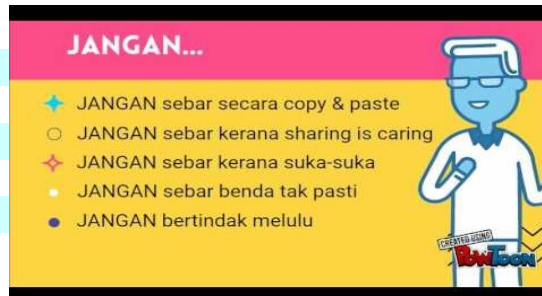 JANGAN...
JANGAN sebar secara copy & paste
JANGAN sebar kerana sharing is caring
JANGAN sebar kerana suka-suka
JANGAN sebar benda tak pasti
JANGAN bertindak melulu
CREATED USING
POWTOON